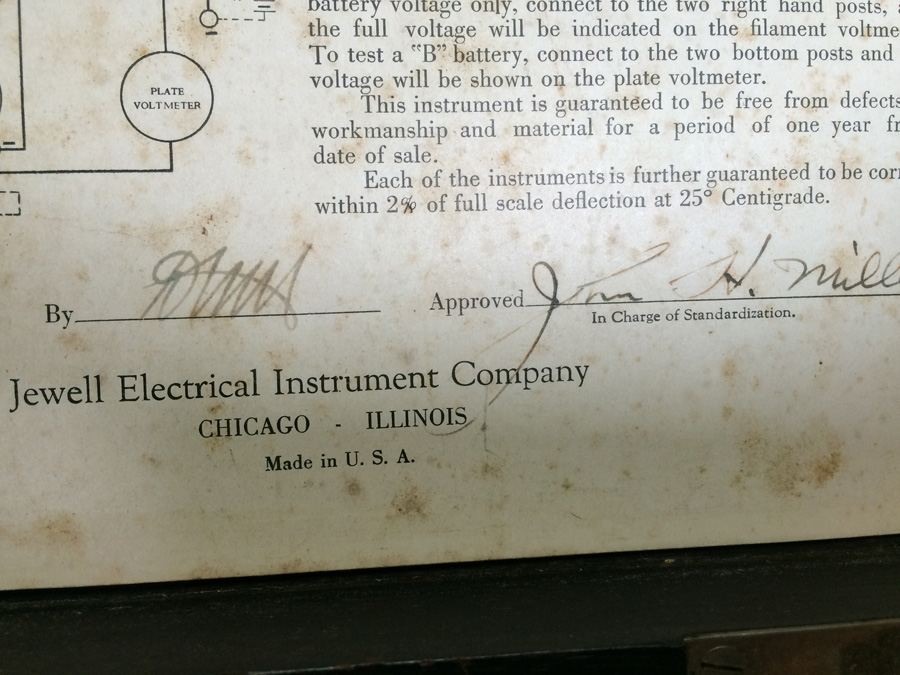 battery voltage only, connect to the two right hand posts,
the full voltage will be indicated on the filament voltme
To test a "B" battery, connect to the two bottom posts and
voltage will be shown on the plate voltmeter.
This instrument is guaranteed to be free from defects
workmanship and material for a period of one year fr
date of sale.
Each of the instruments is further guaranteed to be corr
within 2% of full scale deflection at 25° Centigrade.
PLATE
VOLTMETER
By
Approved John H. Mill
In Charge of Standardization.
Jewell Electrical Instrument Company
CHICAGO - ILLINOIS
Made in U. S. A.